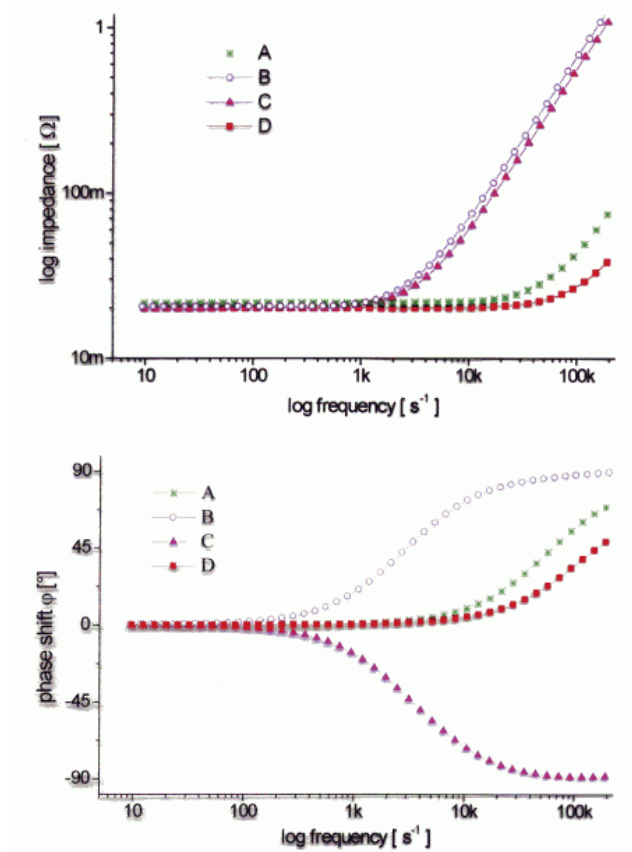 1
A
B
C
D
log impedance [ Ω ]
100m
10m
10
100
1k
10k
100k
log frequency [ s⁻¹ ]
90
A
B
C
D
45
phase shift φ [°]
0
-45
-90
10
100
1k
10k
100k
log frequency [ s⁻¹ ]